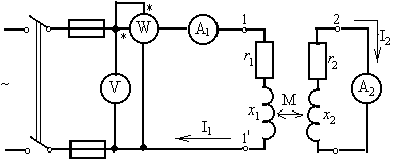 * W * A1 1 2 I2
r1 r2
~ V A2
x1 M x2
I1 1'